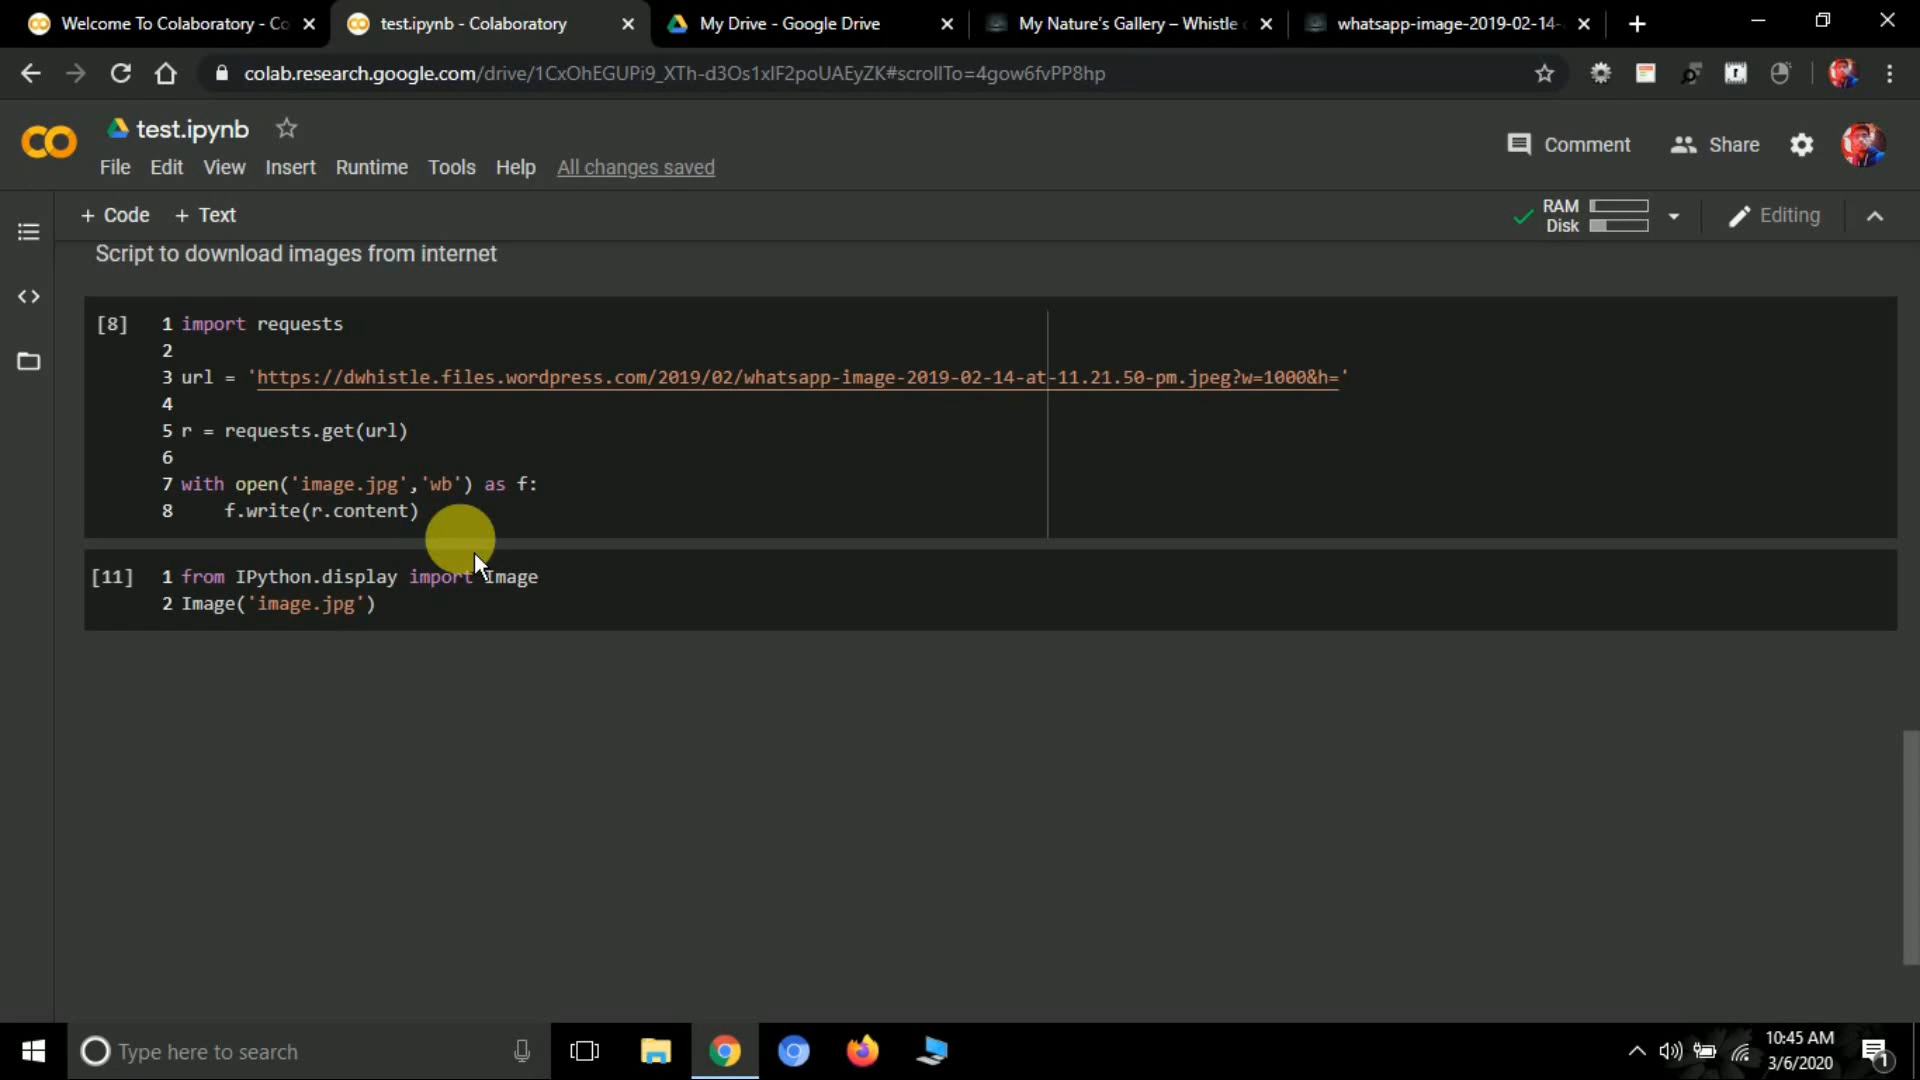 Welcome To Colaboratory - Co
test.ipynb - Colaboratory
My Drive - Google Drive
My Nature's Gallery – Whistle
whatsapp-image-2019-02-14-
colab.research.google.com/drive/1CxOhEGUPi9_XTh-d3Os1xIF2poUAEyZK#scrollTo=4gow6fvPP8hp
test.ipynb
Comment
Share
File Edit View Insert Runtime Tools Help All changes saved
+ Code + Text
RAM
Disk
Editing
Script to download images from internet
[8]
1 import requests
2
3 url = 'https://dwhistle.files.wordpress.com/2019/02/whatsapp-image-2019-02-14-at-11.21.50-pm.jpeg?w=1000&h='
4
5 r = requests.get(url)
6
7 with open('image.jpg','wb') as f:
8 f.write(r.content)
[11]
1 from IPython.display import Image
2 Image('image.jpg')
Type here to search
10:45 AM
3/6/2020
1